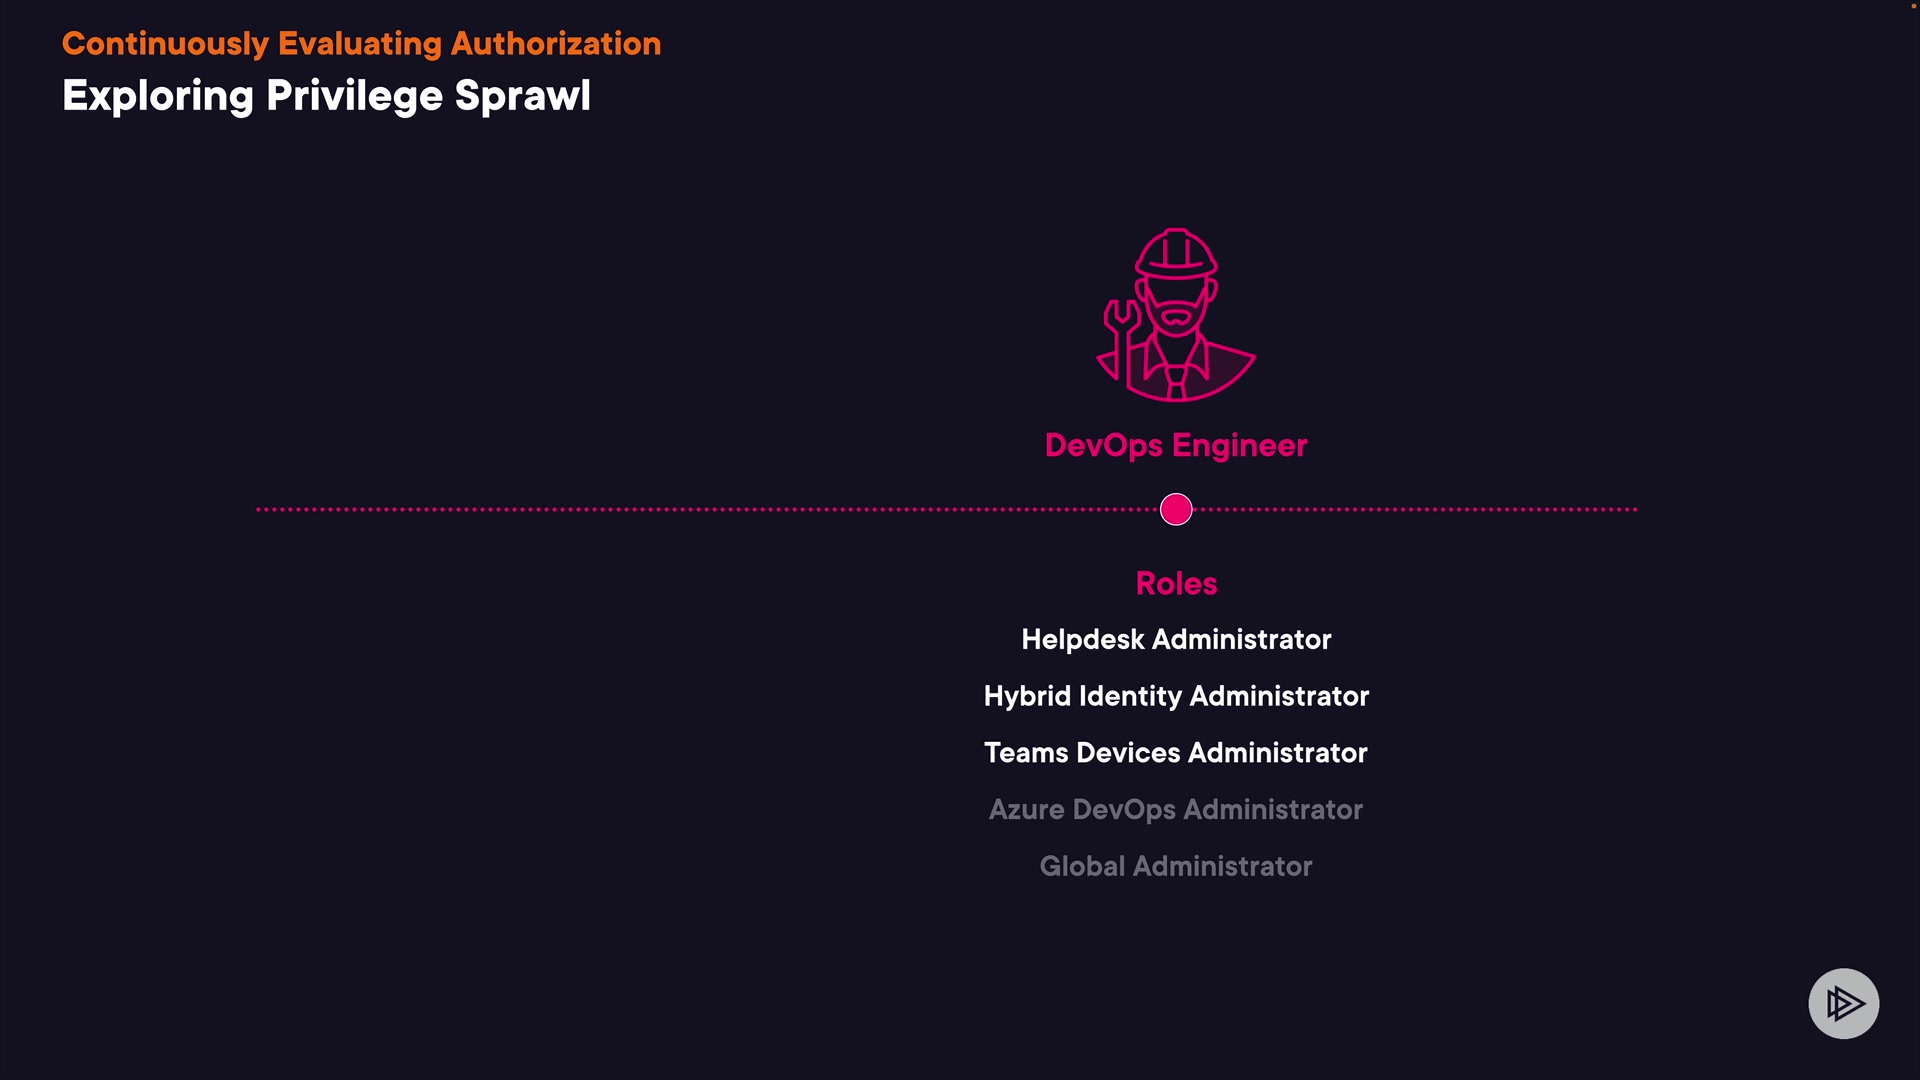 Continuously Evaluating Authorization
Exploring Privilege Sprawl
DevOps Engineer
Roles
Helpdesk Administrator
Hybrid Identity Administrator
Teams Devices Administrator
Azure DevOps Administrator
Global Administrator